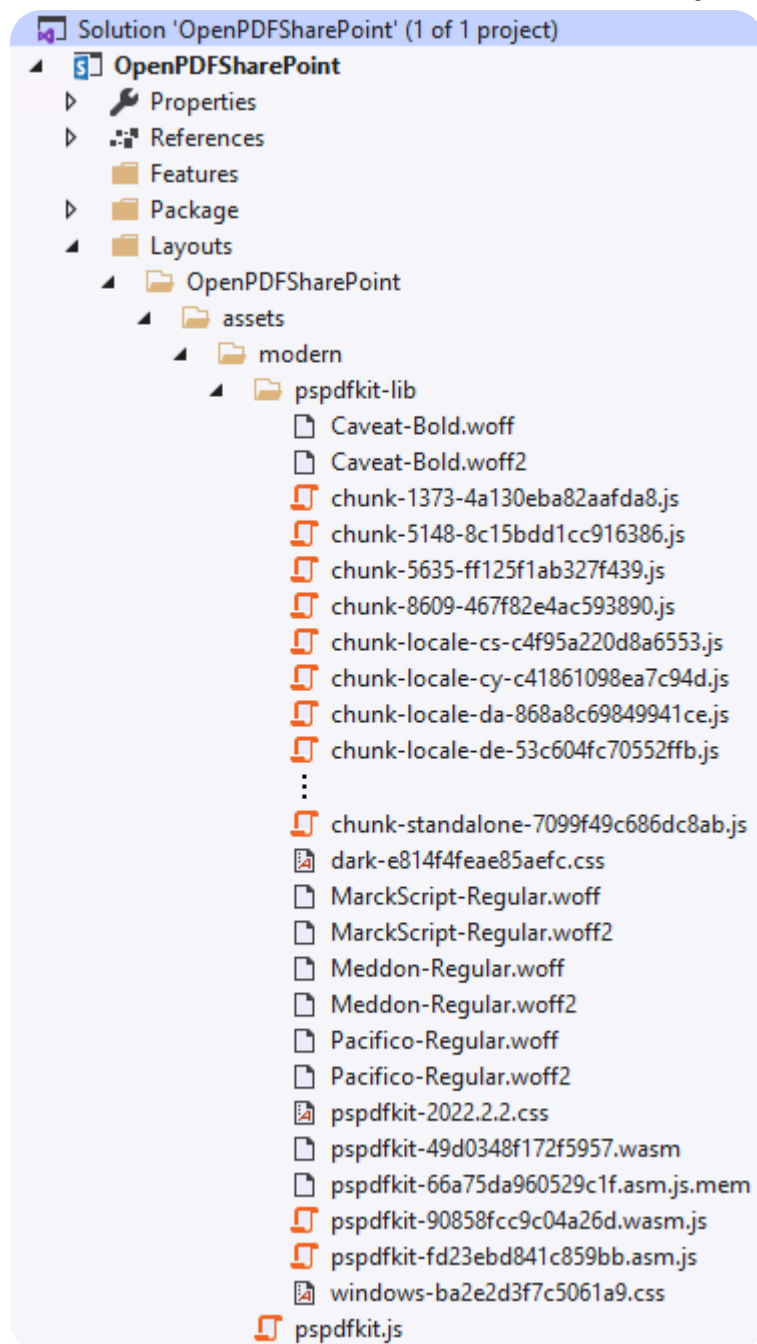 Solution 'OpenPDFSharePoint' (1 of 1 project)
OpenPDFSharePoint
Properties
References
Features
Package
Layouts
OpenPDFSharePoint
assets
modern
pspdfkit-lib
Caveat-Bold.woff
Caveat-Bold.woff2
chunk-1373-4a130eba82aafda8.js
chunk-5148-8c15bdd1cc916386.js
chunk-5635-ff125f1ab327f439.js
chunk-8609-467f82e4ac593890.js
chunk-locale-cs-c4f95a220d8a6553.js
chunk-locale-cy-c41861098ea7c94d.js
chunk-locale-da-868a8c69849941ce.js
chunk-locale-de-53c604fc70552ffb.js
⋮
chunk-standalone-7099f49c686dc8ab.js
dark-e814f4feae85aefc.css
MarckScript-Regular.woff
MarckScript-Regular.woff2
Meddon-Regular.woff
Meddon-Regular.woff2
Pacifico-Regular.woff
Pacifico-Regular.woff2
pspdfkit-2022.2.2.css
pspdfkit-49d0348f172f5957.wasm
pspdfkit-66a75da960529c1f.asm.js.mem
pspdfkit-90858fcc9c04a26d.wasm.js
pspdfkit-fd23ebd841c859bb.asm.js
windows-ba2e2d3f7c5061a9.css
pspdfkit.js